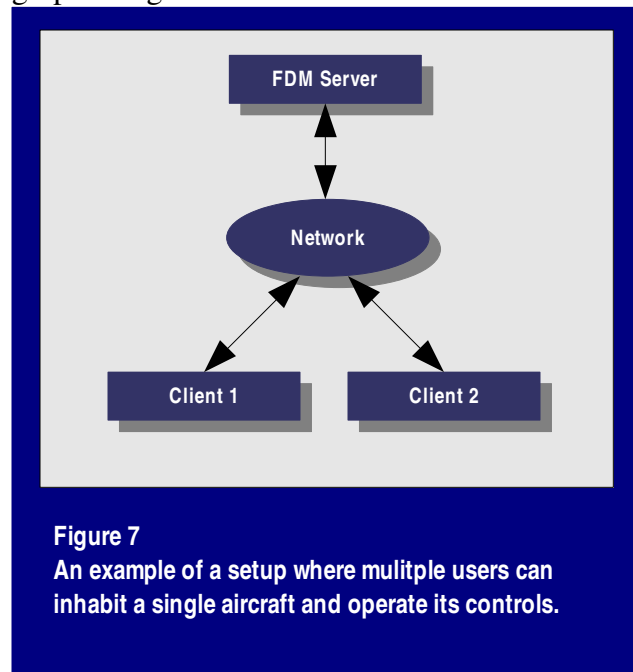 FDM Server
Network
Client 1
Client 2
Figure 7
An example of a setup where mulitple users can
inhabit a single aircraft and operate its controls.